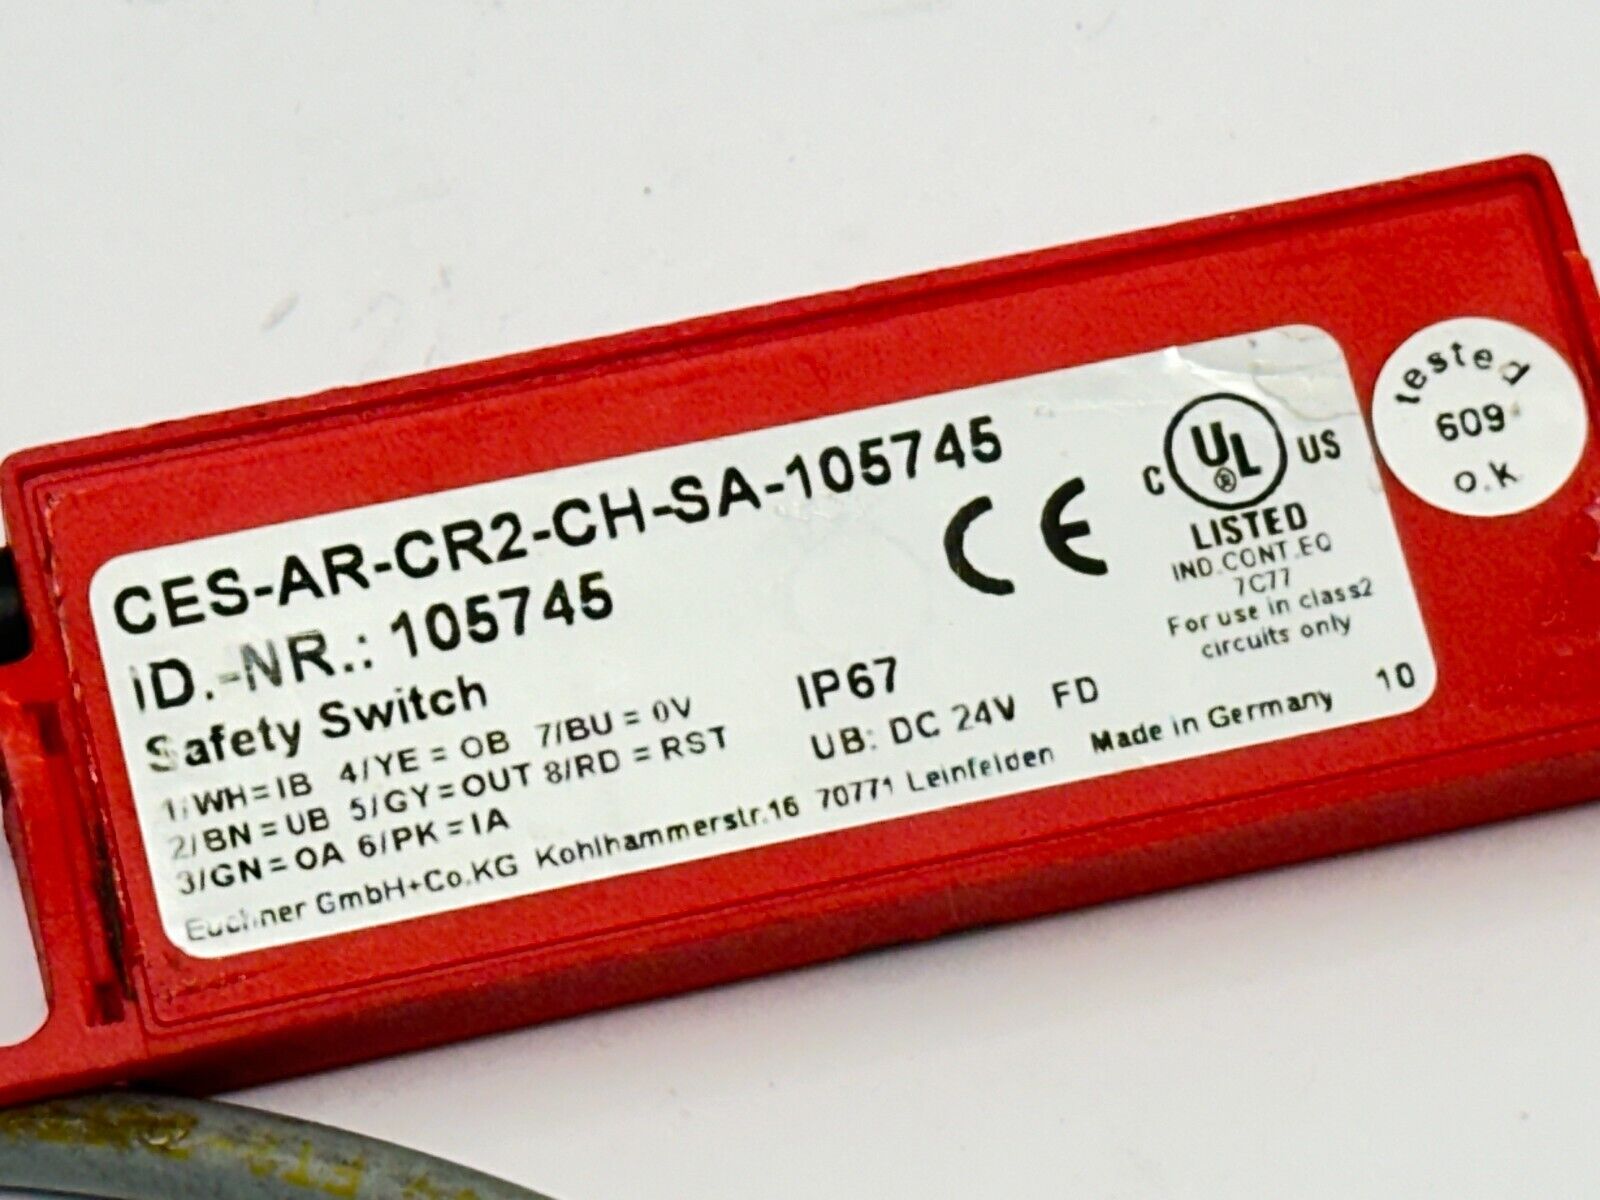 CES-AR-CR2-CH-SA-105745
ID.-NR.: 105745
Safety Switch
1/WH=IB 4/YE = OB 7/BU = 0V
2/BN = UB 5/GY=OUT 8/RD = RST
3/GN=OA 6/PK = IA
Euchner GmbH+Co.KG Kohlhammerstr.16 70771 Leinfelden Made in Germany 10
IP67
UB: DC 24V FD
CE
C UL® US
LISTED
IND.CONT.EQ
7C77
For use in class2
circuits only
tested
609
o.k